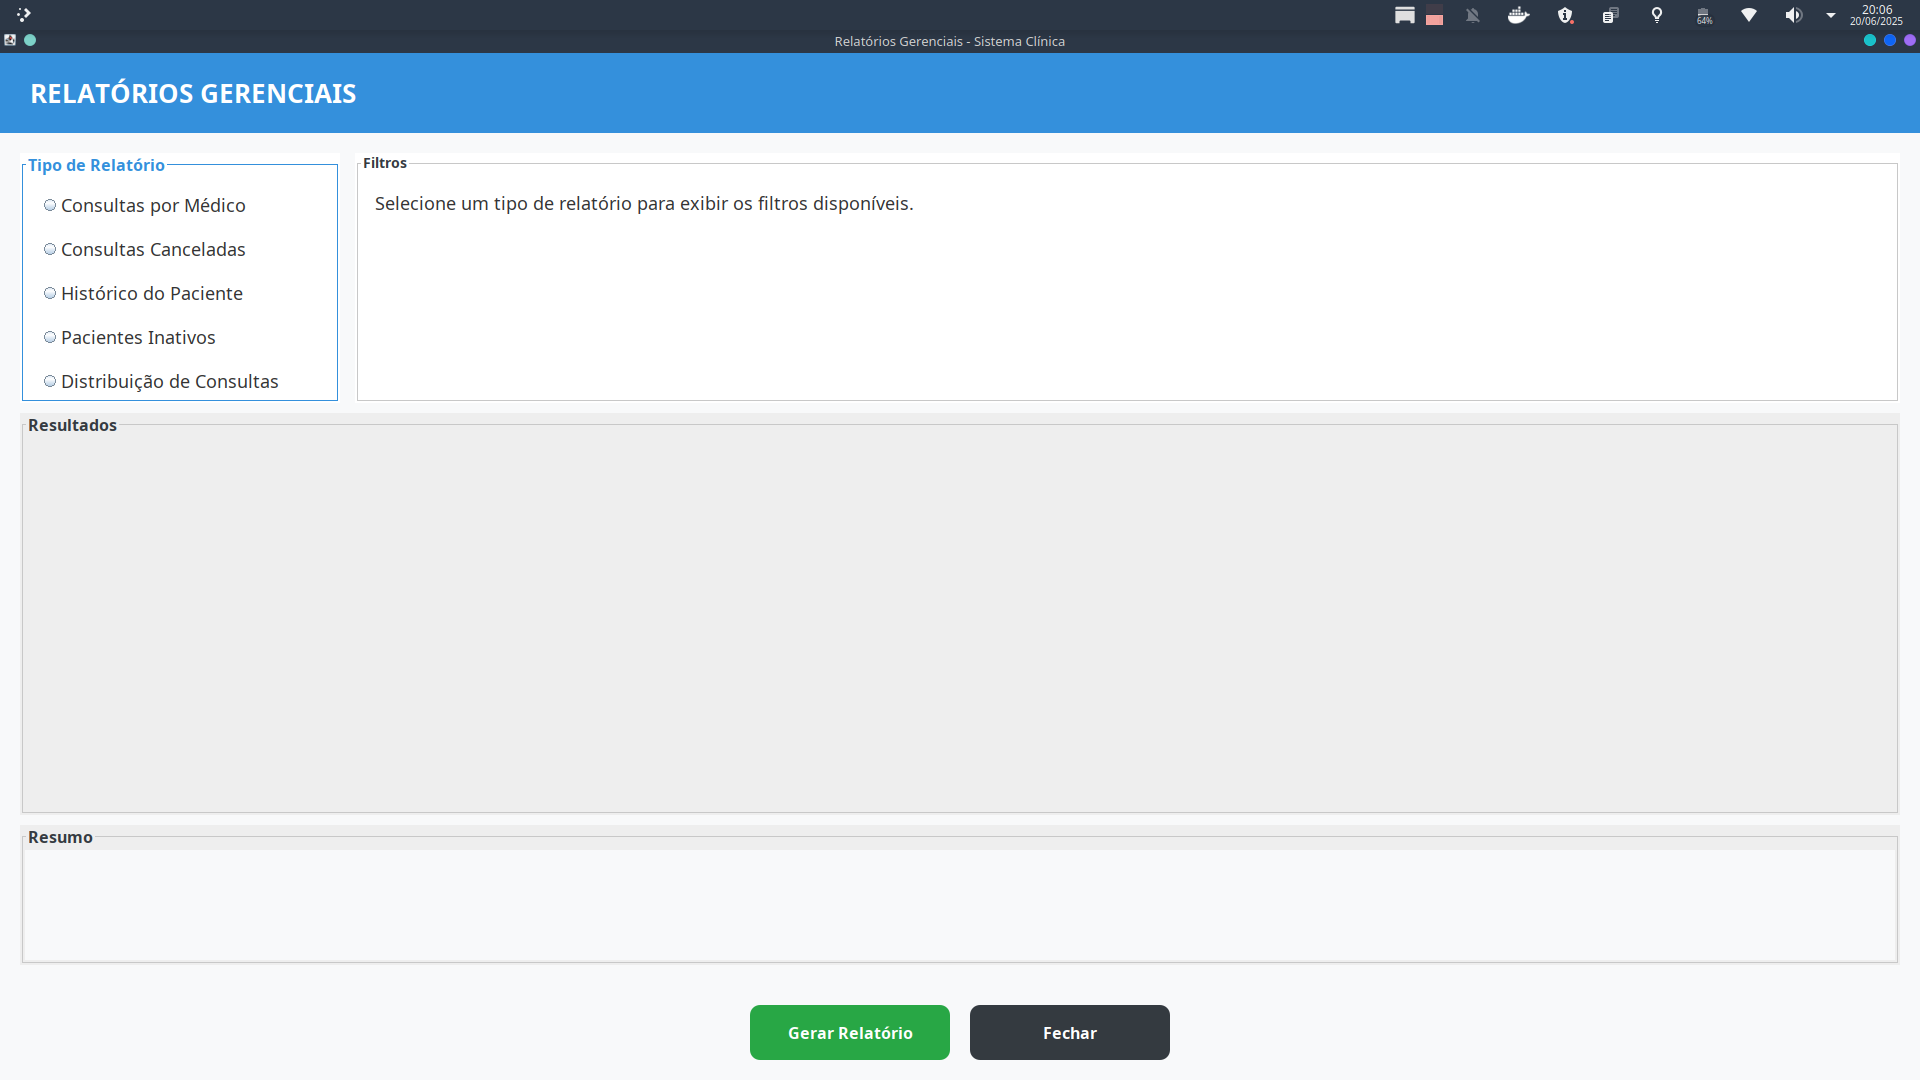 64%
20:06
20/06/2025
Relatórios Gerenciais - Sistema Clínica
RELATÓRIOS GERENCIAIS
Tipo de Relatório
Consultas por Médico
Consultas Canceladas
Histórico do Paciente
Pacientes Inativos
Distribuição de Consultas
Filtros
Selecione um tipo de relatório para exibir os filtros disponíveis.
Resultados
Resumo
Gerar Relatório
Fechar